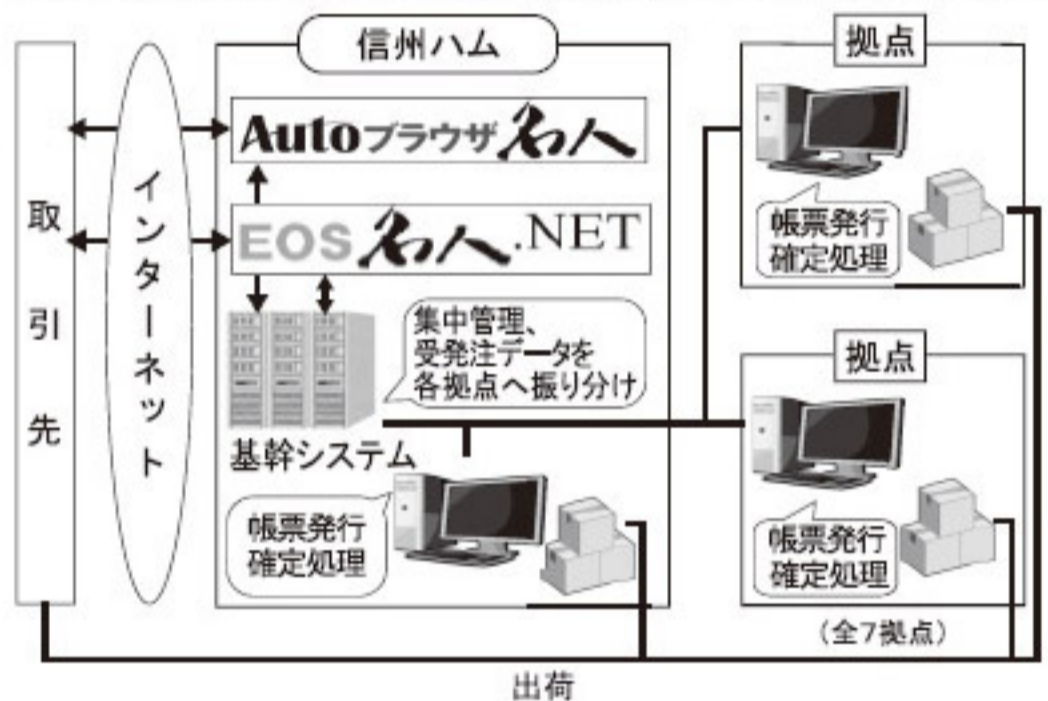 取引先
インターネット
信州ハム
Autoブラウザ名人
EOS名人.NET
集中管理、
受発注データを
各拠点へ振り分け
基幹システム
帳票発行
確定処理
拠点
帳票発行
確定処理
拠点
帳票発行
確定処理
（全7拠点）
出荷